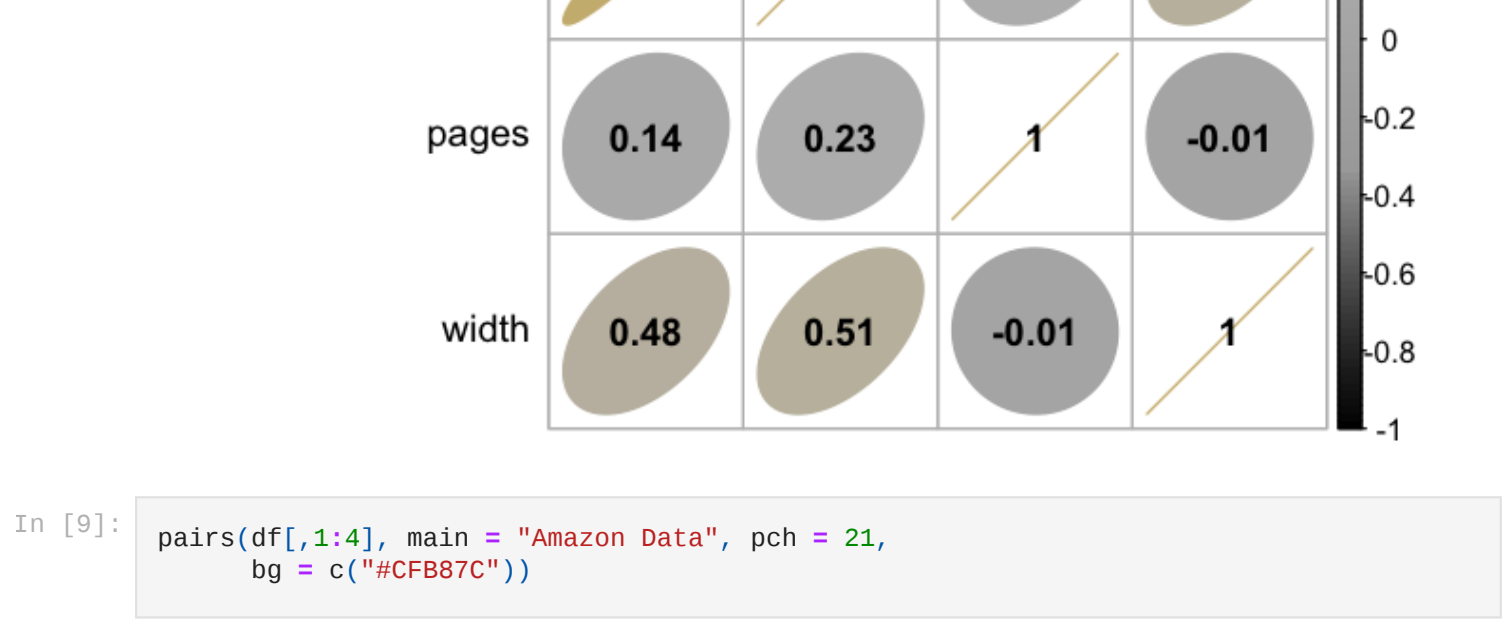 0
pages 0.14 0.23 1 -0.01
-0.2
-0.4
-0.6
width 0.48 0.51 -0.01 1
-0.8
-1
In [9]: pairs(df[,1:4], main = "Amazon Data", pch = 21,
bg = c("#CFB87C"))